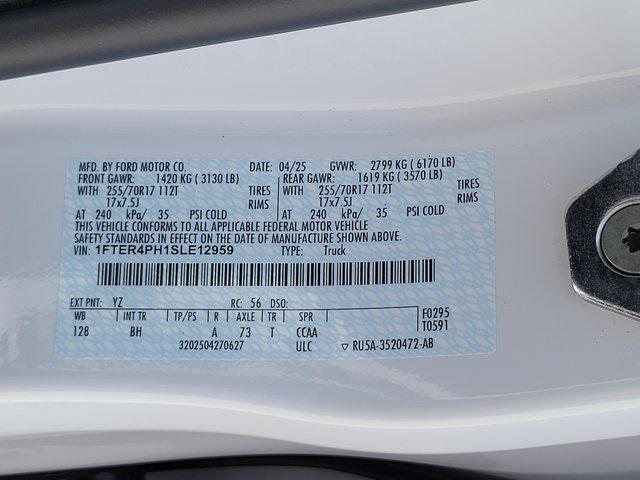 MFD. BY FORD MOTOR CO. DATE: 04/25 GVWR: 2799 KG ( 6170 LB)
FRONT GAWR: 1420 KG ( 3130 LB) REAR GAWR: 1619 KG ( 3570 LB)
WITH 255/70R17 112T TIRES WITH 255/70R17 112T TIRES
17x7.5J RIMS 17x7.5J RIMS
AT 240 kPa/ 35 PSI COLD AT 240 kPa/ 35 PSI COLD
THIS VEHICLE CONFORMS TO ALL APPLICABLE FEDERAL MOTOR VEHICLE
SAFETY STANDARDS IN EFFECT ON THE DATE OF MANUFACTURE SHOWN ABOVE.
VIN: 1FTER4PH1SLE12959 TYPE: Truck
EXT PNT: YZ RC: 56 DSO:
WB INT TR TP/PS R AXLE TR SPR F0295
128 BH A 73 T CCAA T0591
3202504270627 ULC ▽ RU5A-3520472-AB